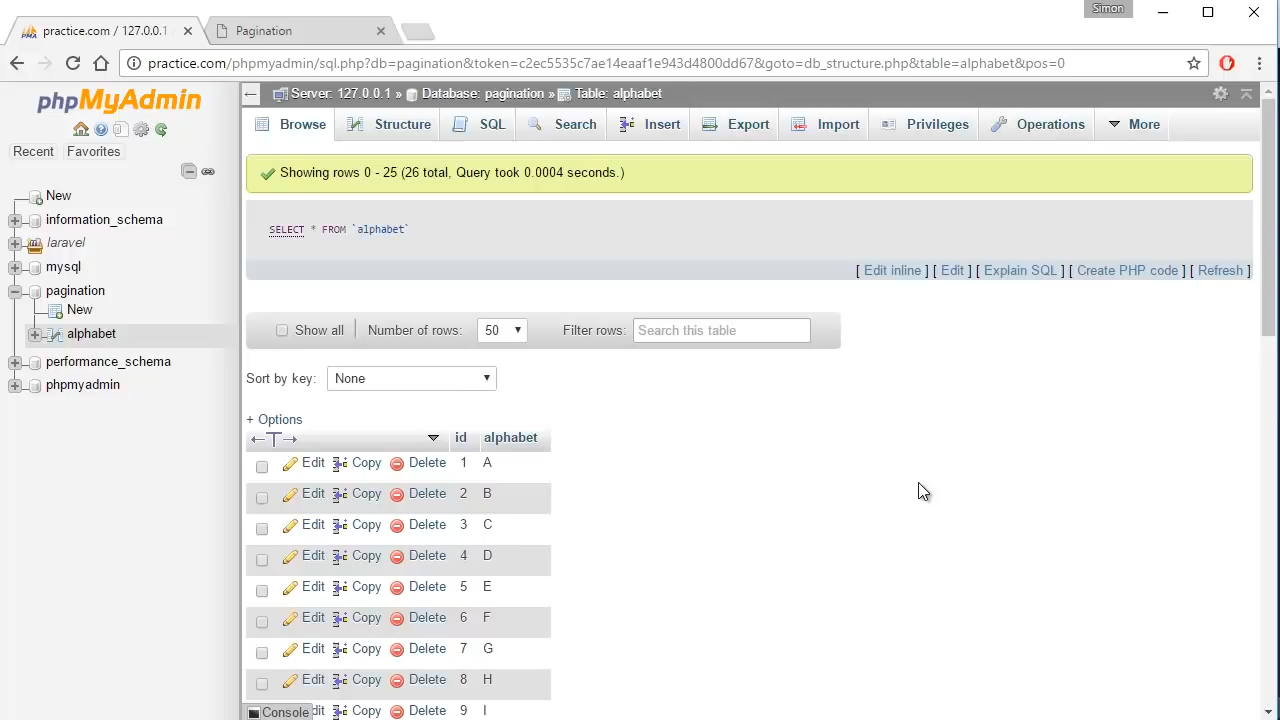 Simon
practice.com / 127.0.0.1
Pagination
practice.com/phpmyadmin/sql.php?db=pagination&token=c2ec5535c7ae14eaaf1e943d4800dd67&goto=db_structure.php&table=alphabet&pos=0
phpMyAdmin
Server: 127.0.0.1 » Database: pagination » Table: alphabet
Browse Structure SQL Search Insert Export Import Privileges Operations More
Recent Favorites
Showing rows 0 - 25 (26 total, Query took 0.0004 seconds.)
New
information_schema
laravel
mysql
pagination
New
alphabet
performance_schema
phpmyadmin
SELECT * FROM `alphabet`
[ Edit inline ] [ Edit ] [ Explain SQL ] [ Create PHP code ] [ Refresh ]
Show all Number of rows: 50 Filter rows: Search this table
Sort by key: None
+ Options
←T→ id alphabet
Edit Copy Delete 1 A
Edit Copy Delete 2 B
Edit Copy Delete 3 C
Edit Copy Delete 4 D
Edit Copy Delete 5 E
Edit Copy Delete 6 F
Edit Copy Delete 7 G
Edit Copy Delete 8 H
Console dit Copy Delete 9 I